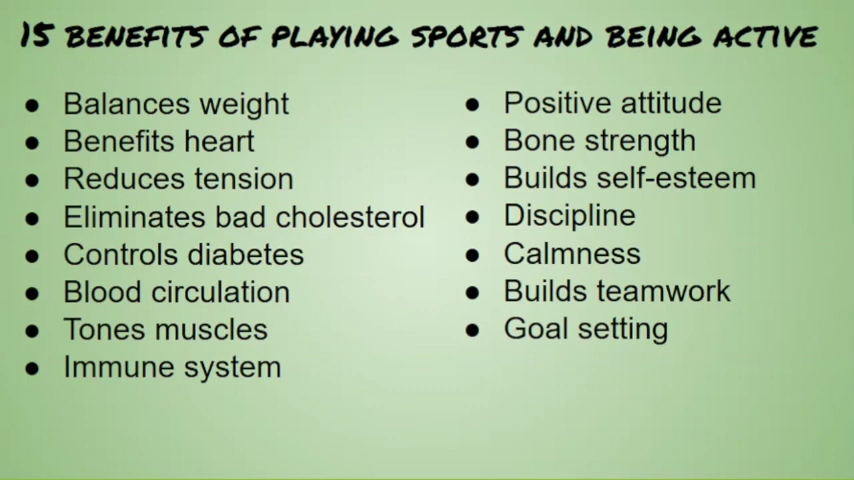 15 BENEFITS OF PLAYING SPORTS AND BEING ACTIVE
● Balances weight
● Benefits heart
● Reduces tension
● Eliminates bad cholesterol
● Controls diabetes
● Blood circulation
● Tones muscles
● Immune system
● Positive attitude
● Bone strength
● Builds self-esteem
● Discipline
● Calmness
● Builds teamwork
● Goal setting